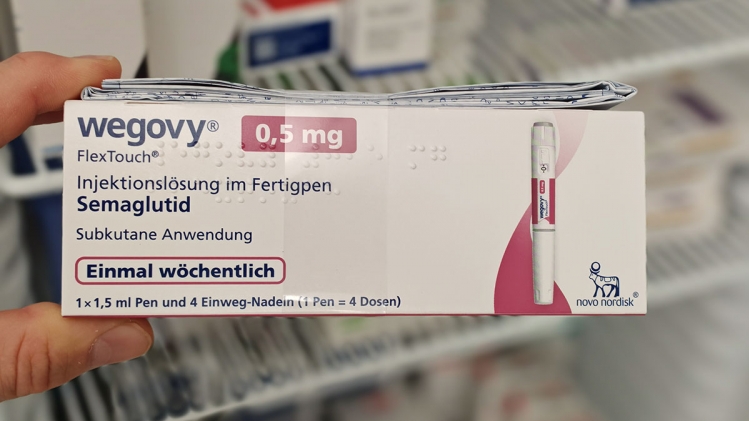 wegovy® 0,5 mg
FlexTouch®
Injektionslösung im Fertigpen
Semaglutid
Subkutane Anwendung
Einmal wöchentlich
1 x 1,5 ml Pen und 4 Einweg-Nadeln (1 Pen = 4 Dosen)
wegovy
novo nordisk®